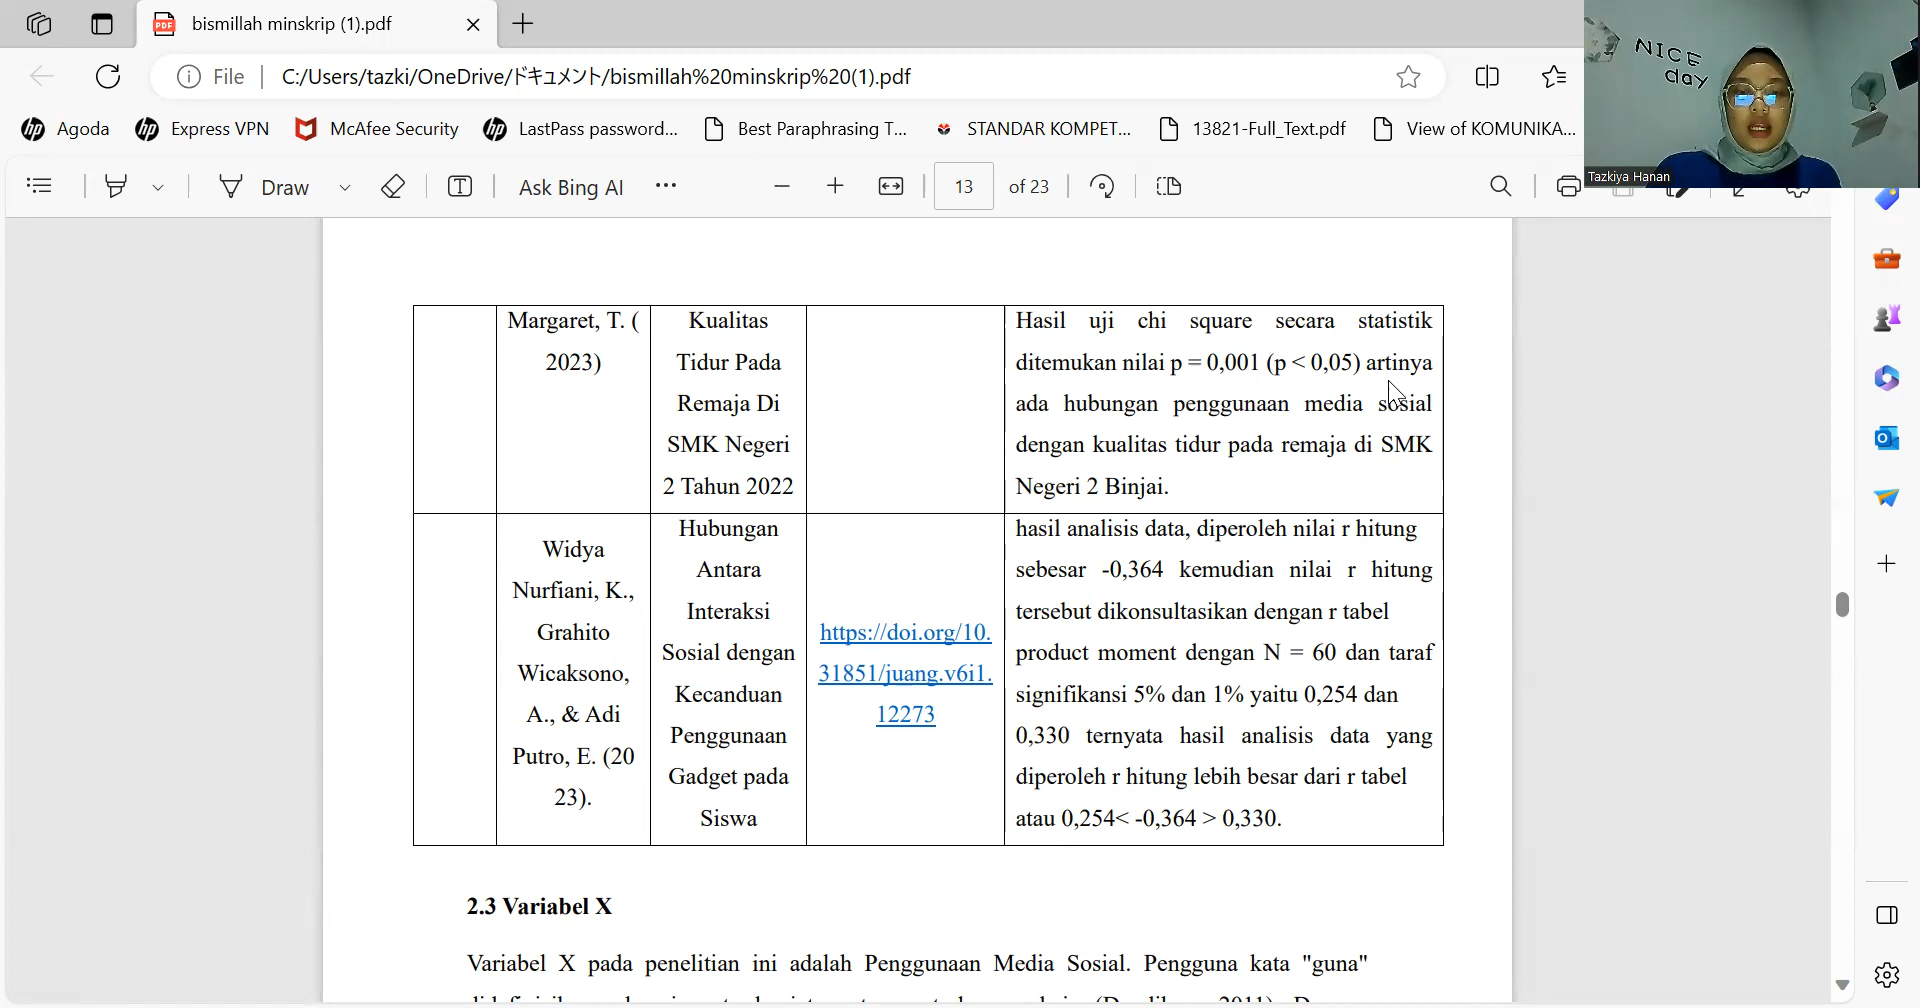 bismillah minskrip (1).pdf
File
C:/Users/tazki/OneDrive/ドキュメント/bismillah%20minskrip%20(1).pdf
NICE
day
Tazkiya Hanan
Agoda
Express VPN
McAfee Security
LastPass password...
Best Paraphrasing T...
STANDAR KOMPET...
13821-Full_Text.pdf
View of KOMUNIKA...
Draw
Ask Bing AI
13
of 23
Margaret, T. (
2023)
Kualitas
Tidur Pada
Remaja Di
SMK Negeri
2 Tahun 2022
Hasil uji chi square secara statistik
ditemukan nilai p = 0,001 (p < 0,05) artinya
ada hubungan penggunaan media sosial
dengan kualitas tidur pada remaja di SMK
Negeri 2 Binjai.
Widya
Nurfiani, K.,
Grahito
Wicaksono,
A., & Adi
Putro, E. (20
23).
Hubungan
Antara
Interaksi
Sosial dengan
Kecanduan
Penggunaan
Gadget pada
Siswa
https://doi.org/10.
31851/juang.v6i1.
12273
hasil analisis data, diperoleh nilai r hitung
sebesar -0,364 kemudian nilai r hitung
tersebut dikonsultasikan dengan r tabel
product moment dengan N = 60 dan taraf
signifikansi 5% dan 1% yaitu 0,254 dan
0,330 ternyata hasil analisis data yang
diperoleh r hitung lebih besar dari r tabel
atau 0,254< -0,364 > 0,330.
2.3 Variabel X
Variabel X pada penelitian ini adalah Penggunaan Media Sosial. Pengguna kata "guna"